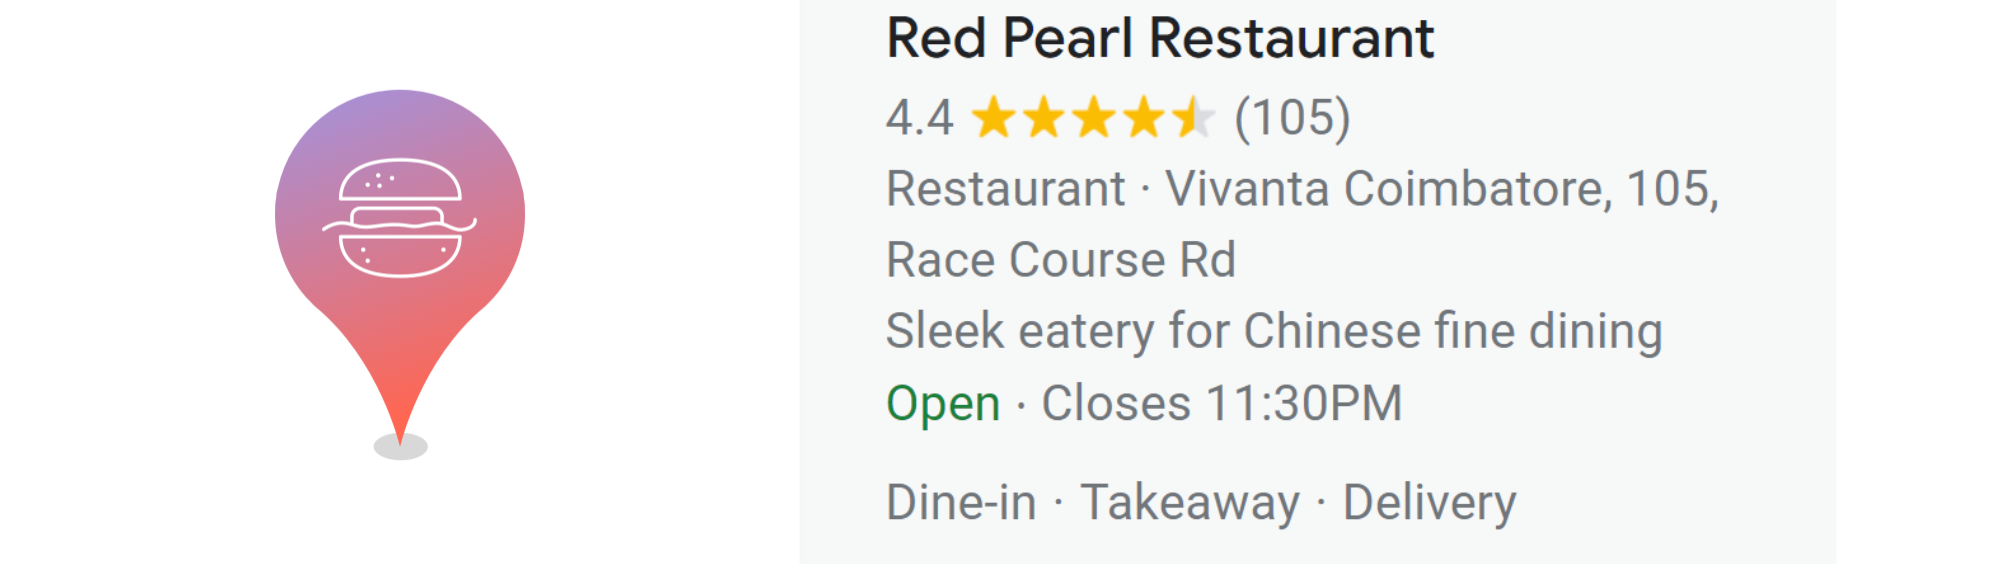 Red Pearl Restaurant
4.4 (105)
Restaurant · Vivanta Coimbatore, 105,
Race Course Rd
Sleek eatery for Chinese fine dining
Open · Closes 11:30PM
Dine-in · Takeaway · Delivery